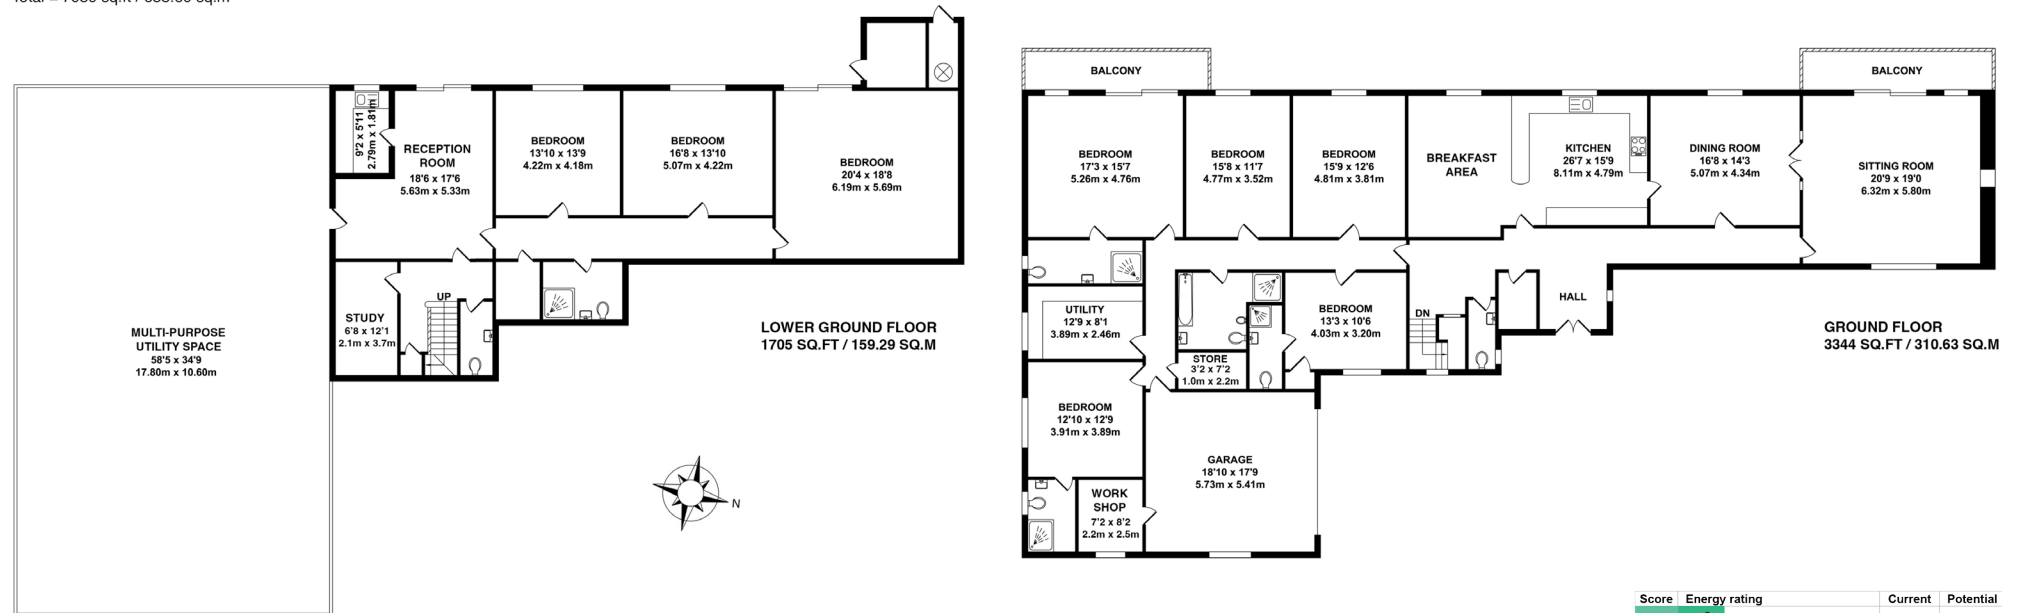 BALCONY
BALCONY
9'2 x 5'11
2.79m x 1.81m
RECEPTION
ROOM
18'6 x 17'6
5.63m x 5.33m
BEDROOM
13'10 x 13'9
4.22m x 4.18m
BEDROOM
16'8 x 13'10
5.07m x 4.22m
BEDROOM
20'4 x 18'8
6.19m x 5.69m
STUDY
6'8 x 12'1
2.1m x 3.7m
UP
MULTI-PURPOSE
UTILITY SPACE
58'5 x 34'9
17.80m x 10.60m
LOWER GROUND FLOOR
1705 SQ.FT / 159.29 SQ.M
N
BEDROOM
17'3 x 15'7
5.26m x 4.76m
BEDROOM
15'8 x 11'7
4.77m x 3.52m
BEDROOM
15'9 x 12'6
4.81m x 3.81m
BREAKFAST
AREA
KITCHEN
26'7 x 15'9
8.11m x 4.79m
DINING ROOM
16'8 x 14'3
5.07m x 4.34m
SITTING ROOM
20'9 x 19'0
6.32m x 5.80m
UTILITY
12'9 x 8'1
3.89m x 2.46m
BEDROOM
13'3 x 10'6
4.03m x 3.20m
DN
HALL
STORE
3'2 x 7'2
1.0m x 2.2m
GROUND FLOOR
3344 SQ.FT / 310.63 SQ.M
BEDROOM
12'10 x 12'9
3.91m x 3.89m
GARAGE
18'10 x 17'9
5.73m x 5.41m
WORK
SHOP
7'2 x 8'2
2.2m x 2.5m
Score Energy rating Current Potential